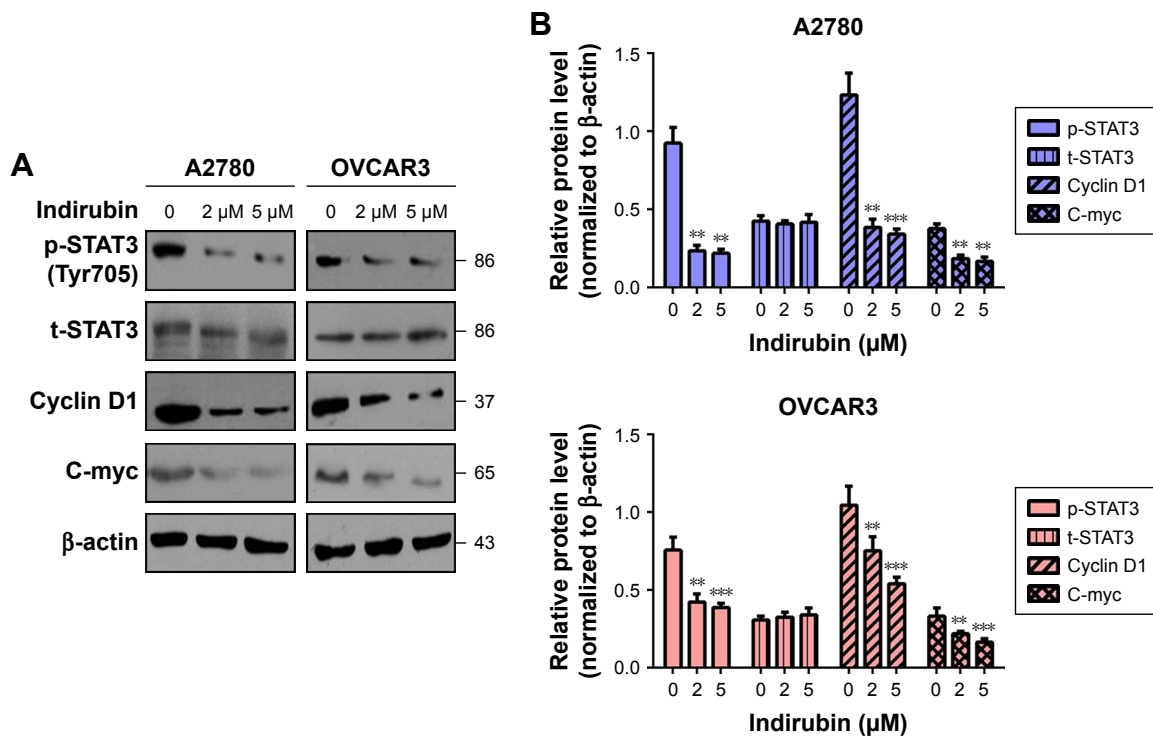 A
A2780
OVCAR3
Indirubin 0 2 μM 5 μM 0 2 μM 5 μM
p-STAT3
(Tyr705)
86
t-STAT3
86
Cyclin D1
37
C-myc
65
β-actin
43
B
A2780
Relative protein level
(normalized to β-actin)
1.5
1.0
0.5
0.0
** ** ** *** ** **
0 2 5 0 2 5 0 2 5 0 2 5
Indirubin (μM)
p-STAT3
t-STAT3
Cyclin D1
C-myc
OVCAR3
Relative protein level
(normalized to β-actin)
1.5
1.0
0.5
0.0
** *** ** *** ** ***
0 2 5 0 2 5 0 2 5 0 2 5
Indirubin (μM)
p-STAT3
t-STAT3
Cyclin D1
C-myc